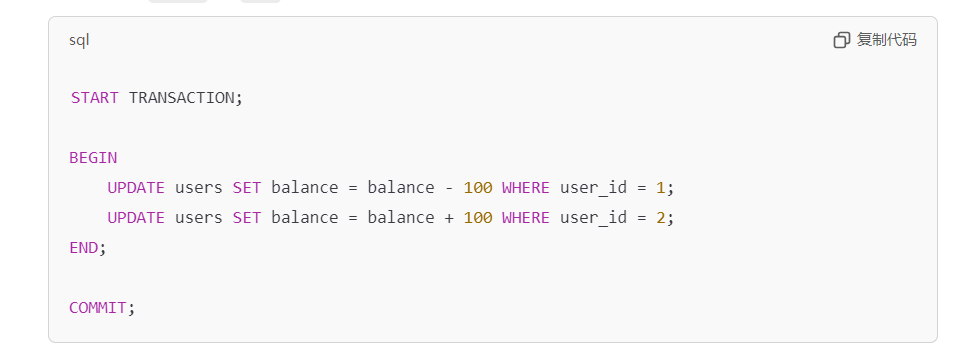 sql
复制代码
START TRANSACTION;
BEGIN
UPDATE users SET balance = balance - 100 WHERE user_id = 1;
UPDATE users SET balance = balance + 100 WHERE user_id = 2;
END;
COMMIT;